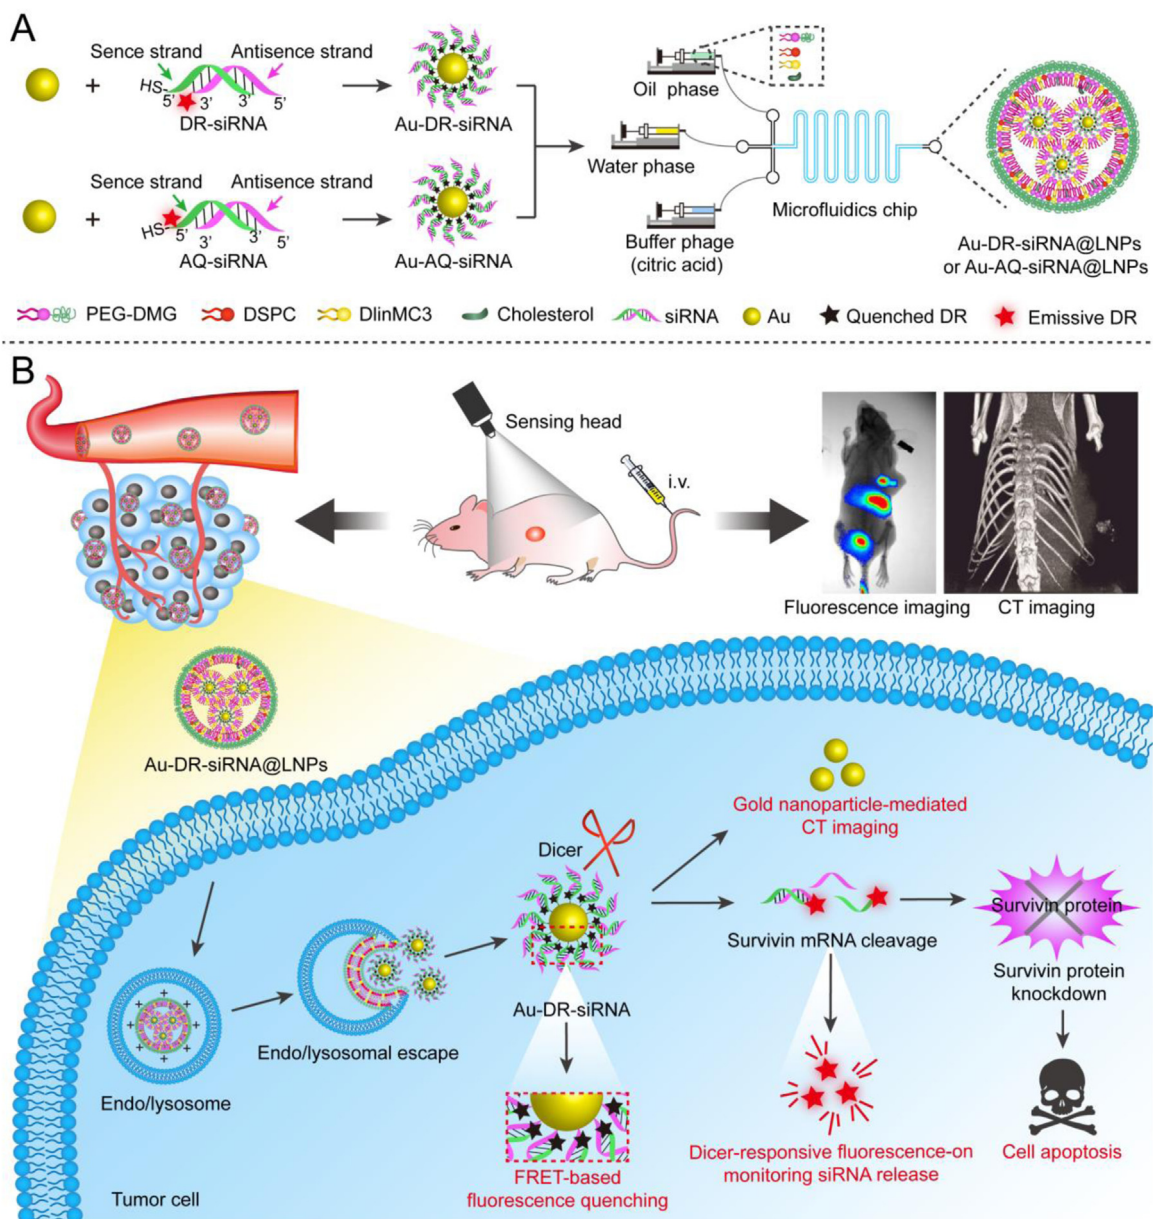 A
Sence strand
Antisence strand
+
HS
5'
3'
3'
5'
DR-siRNA
Au-DR-siRNA
Sence strand
Antisence strand
+
HS
5'
3'
3'
5'
AQ-siRNA
Au-AQ-siRNA
Oil phase
Water phase
Buffer phage
(citric acid)
Microfluidics chip
Au-DR-siRNA@LNPs
or Au-AQ-siRNA@LNPs
PEG-DMG
DSPC
DlinMC3
Cholesterol
siRNA
Au
Quenched DR
Emissive DR
B
Sensing head
i.v.
Fluorescence imaging
CT imaging
Au-DR-siRNA@LNPs
Gold nanoparticle-mediated
CT imaging
Dicer
Survivin protein
Survivin mRNA cleavage
Survivin protein
knockdown
Au-DR-siRNA
Endo/lysosomal escape
Endo/lysosome
FRET-based
fluorescence quenching
Dicer-responsive fluorescence-on
monitoring siRNA release
Cell apoptosis
Tumor cell